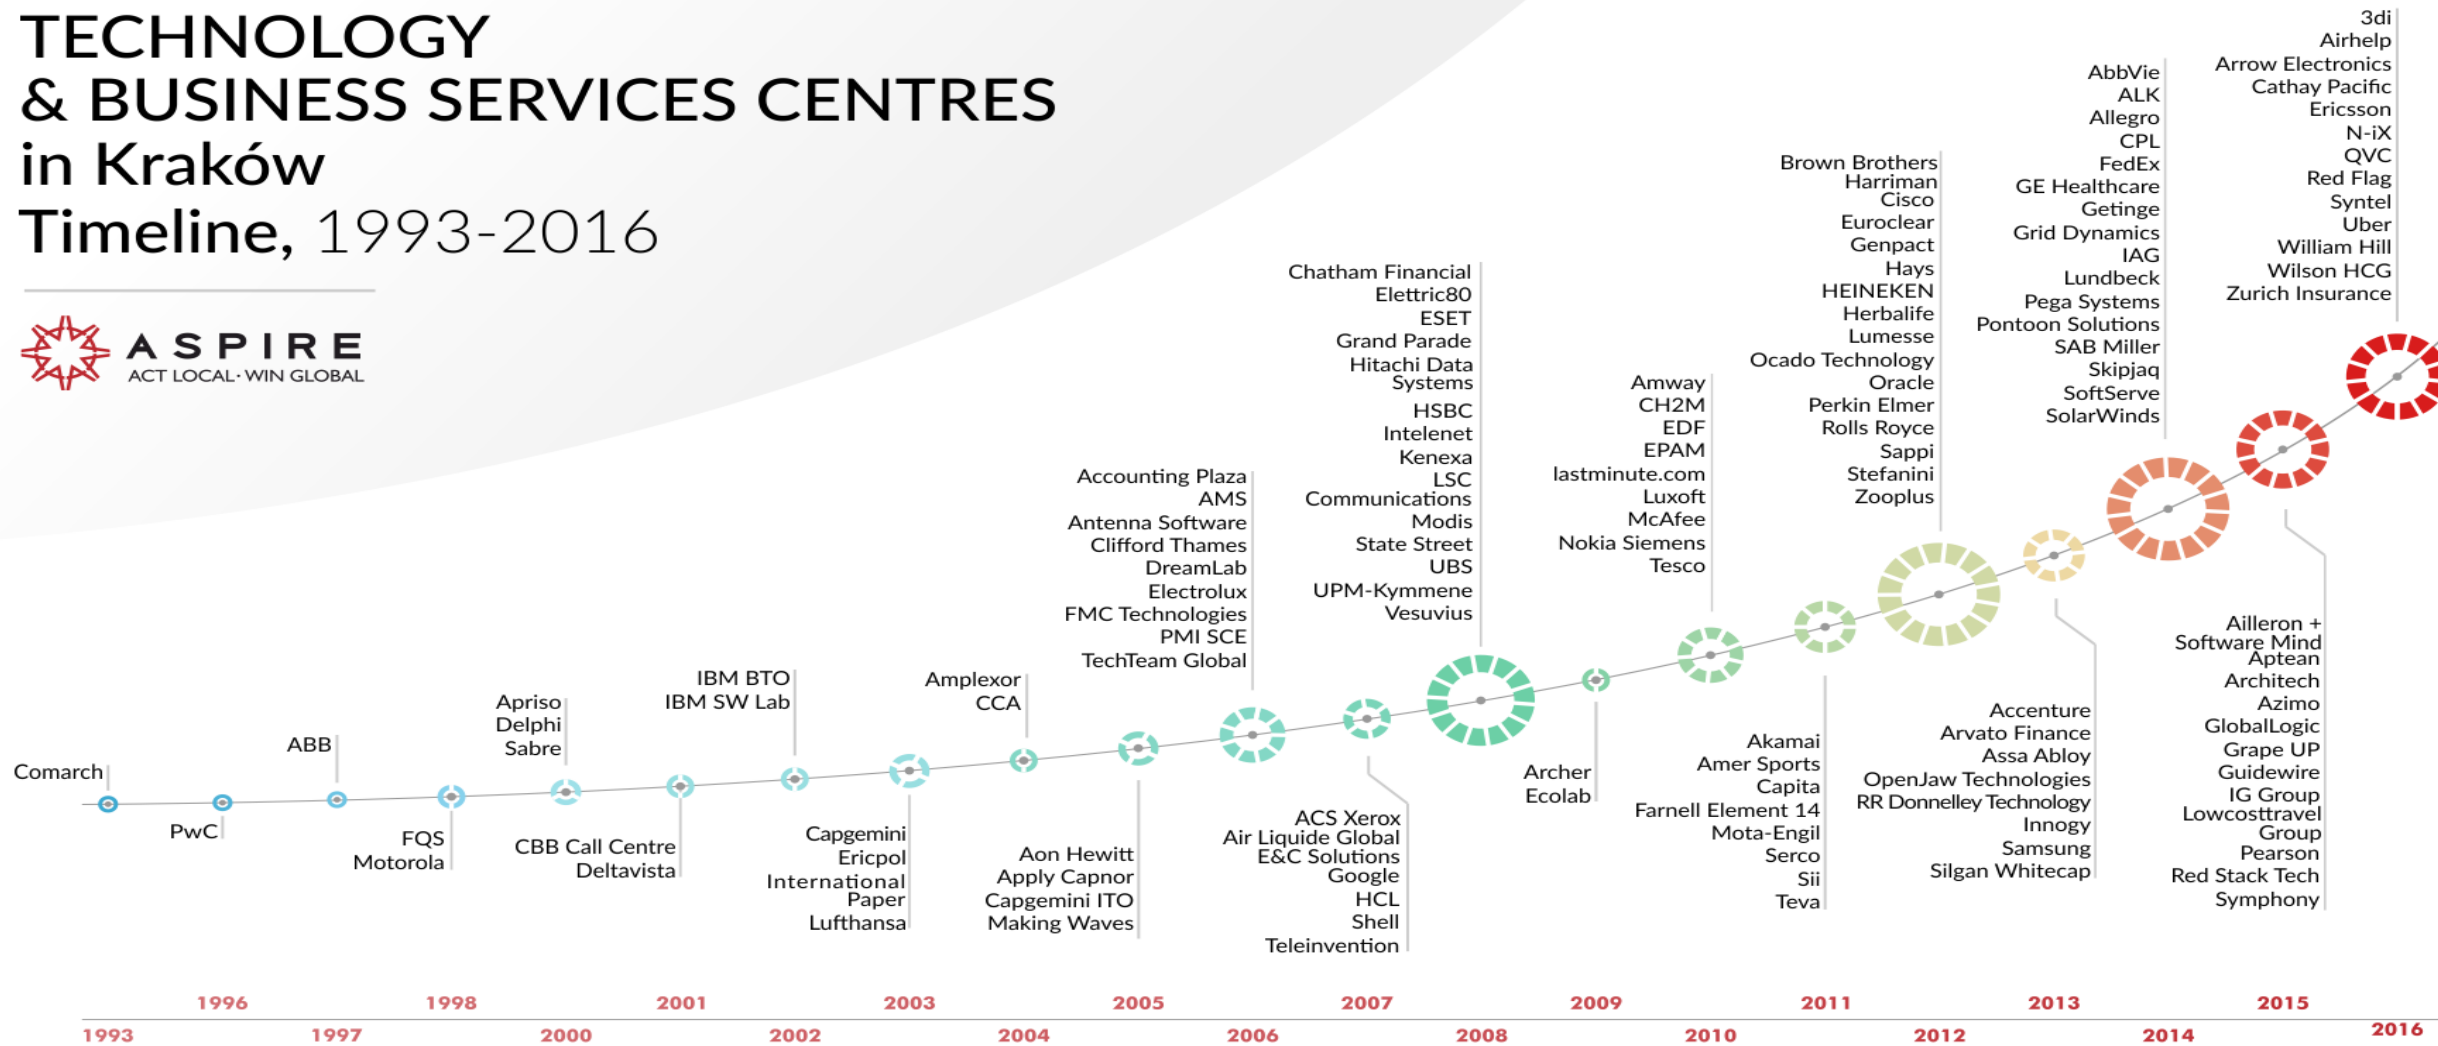 TECHNOLOGY
& BUSINESS SERVICES CENTRES
in Kraków
Timeline, 1993-2016
ASPIRE
ACT LOCAL· WIN GLOBAL
Comarch
PwC
ABB
FQS
Motorola
Apriso
Delphi
Sabre
CBB Call Centre
Deltavista
IBM BTO
IBM SW Lab
Capgemini
Ericpol
International
Paper
Lufthansa
Amplexor
CCA
Aon Hewitt
Apply Capnor
Capgemini ITO
Making Waves
Accounting Plaza
AMS
Antenna Software
Clifford Thames
DreamLab
Electrolux
FMC Technologies
PMI SCE
TechTeam Global
ACS Xerox
Air Liquide Global
E&C Solutions
Google
HCL
Shell
Teleinvention
Chatham Financial
Elettric80
ESET
Grand Parade
Hitachi Data
Systems
HSBC
Intelenet
Kenexa
LSC
Communications
Modis
State Street
UBS
UPM-Kymmene
Vesuvius
Archer
Ecolab
Amway
CH2M
EDF
EPAM
lastminute.com
Luxoft
McAfee
Nokia Siemens
Tesco
Akamai
Amer Sports
Capita
Farnell Element 14
Mota-Engil
Serco
Sii
Teva
Brown Brothers
Harriman
Cisco
Euroclear
Genpact
Hays
HEINEKEN
Herbalife
Lumesse
Ocado Technology
Oracle
Perkin Elmer
Rolls Royce
Sappi
Stefanini
Zooplus
Accenture
Arvato Finance
Assa Abloy
OpenJaw Technologies
RR Donnelley Technology
Innogy
Samsung
Silgan Whitecap
AbbVie
ALK
Allegro
CPL
FedEx
GE Healthcare
Getinge
Grid Dynamics
IAG
Lundbeck
Pega Systems
Pontoon Solutions
SAB Miller
Skipjaq
SoftServe
SolarWinds
Ailleron +
Software Mind
Aptean
Architech
Azimo
GlobalLogic
Grape UP
Guidewire
IG Group
Lowcosttravel
Group
Pearson
Red Stack Tech
Symphony
3di
Airhelp
Arrow Electronics
Cathay Pacific
Ericsson
N-iX
QVC
Red Flag
Syntel
Uber
William Hill
Wilson HCG
Zurich Insurance
1996 1998 2001 2003 2005 2007 2009 2011 2013 2015
1993 1997 2000 2002 2004 2006 2008 2010 2012 2014 2016